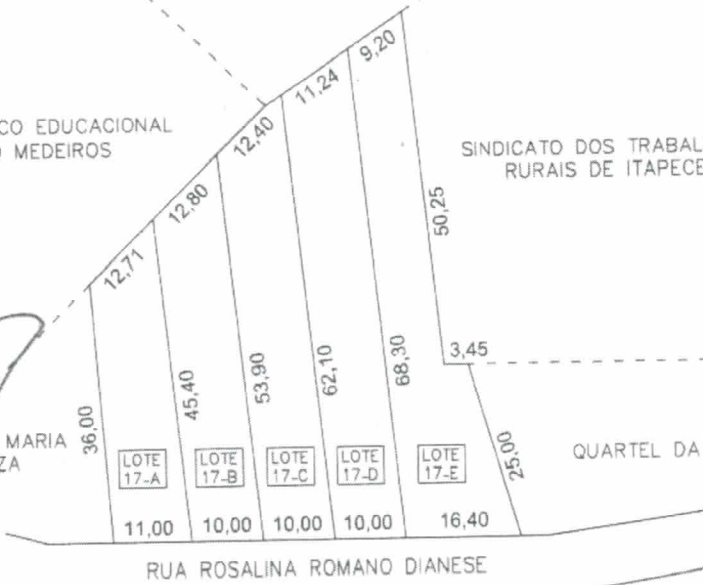 9,20
11,24
CO EDUCACIONAL
MEDEIROS
12,40
SINDICATO DOS TRABAL
RURAIS DE ITAPECE
12,80
50,25
12,71
3,45
68,30
62,10
53,90
45,40
36,00
MARIA
ZA
LOTE
17-A
LOTE
17-B
LOTE
17-C
LOTE
17-D
LOTE
17-E
25,00
QUARTEL DA
11,00
10,00
10,00
10,00
16,40
RUA ROSALINA ROMANO DIANESE